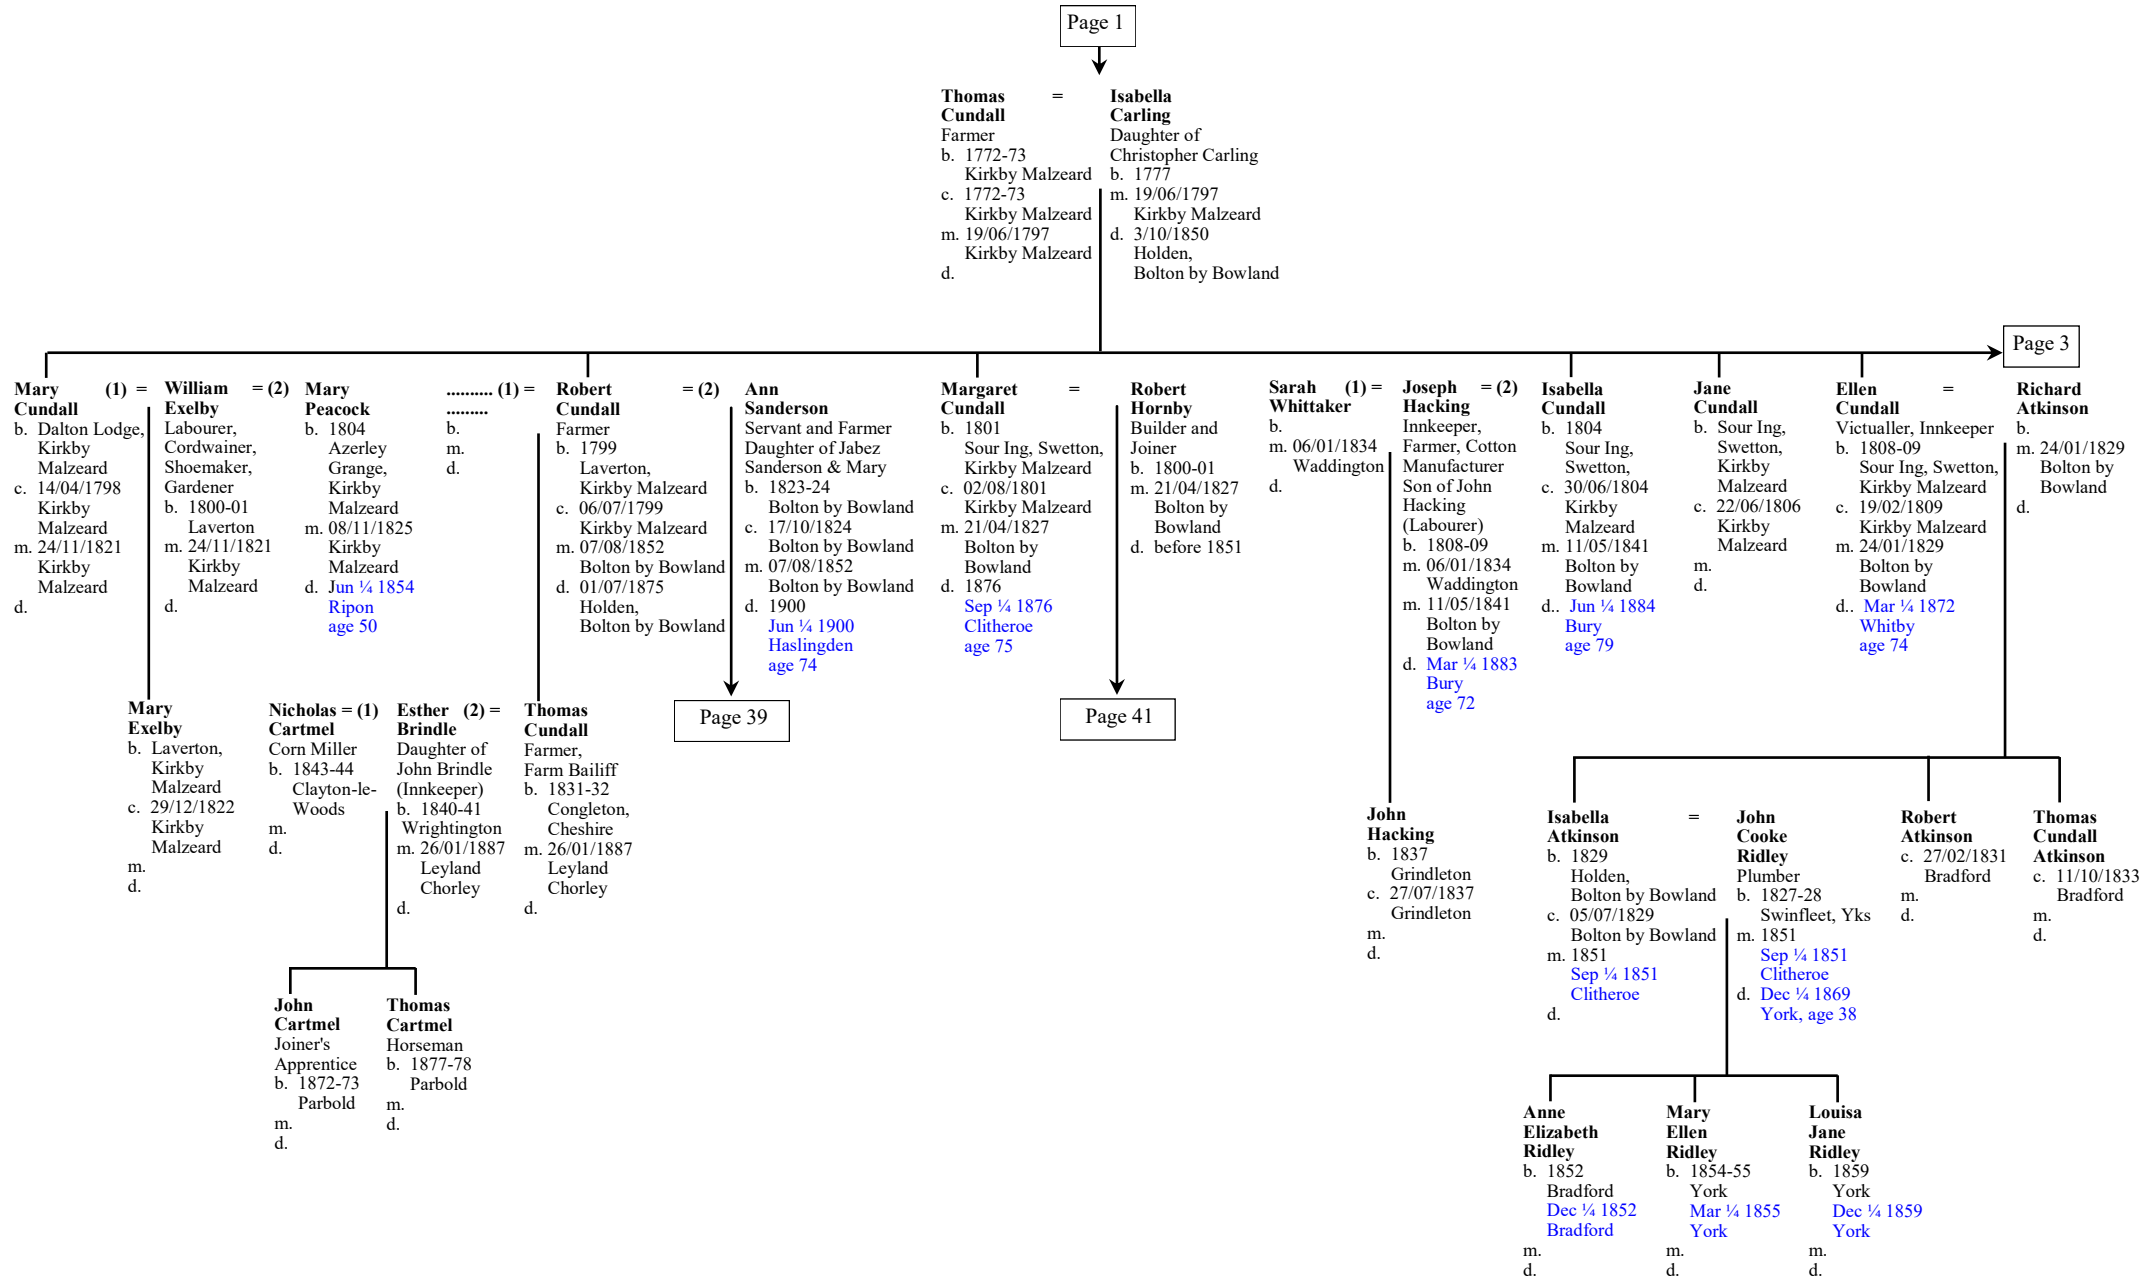 Page 1
Thomas =
Cundall
Farmer
b. 1772-73
Kirkby Malzeard
c. 1772-73
Kirkby Malzeard
m. 19/06/1797
Kirkby Malzeard
d.
Isabella
Carling
Daughter of
Christopher Carling
b. 1777
m. 19/06/1797
Kirkby Malzeard
d. 3/10/1850
Holden,
Bolton by Bowland
Page 3
Mary (1) =
Cundall
b. Dalton Lodge,
Kirkby
Malzeard
c. 14/04/1798
Kirkby
Malzeard
m. 24/11/1821
Kirkby
Malzeard
d.
William = (2)
Exelby
Labourer,
Cordwainer,
Shoemaker,
Gardener
b. 1800-01
Laverton
m. 24/11/1821
Kirkby
Malzeard
d.
Mary
Peacock
b. 1804
Azerley
Grange,
Kirkby
Malzeard
m. 08/11/1825
Kirkby
Malzeard
d. Jun ¼ 1854
Ripon
age 50
.......... (1) =
.........
b.
m.
d.
Robert = (2)
Cundall
Farmer
b. 1799
Laverton,
Kirkby Malzeard
c. 06/07/1799
Kirkby Malzeard
m. 07/08/1852
Bolton by Bowland
d. 01/07/1875
Holden,
Bolton by Bowland
Ann
Sanderson
Servant and Farmer
Daughter of Jabez
Sanderson & Mary
b. 1823-24
Bolton by Bowland
c. 17/10/1824
Bolton by Bowland
m. 07/08/1852
Bolton by Bowland
d. 1900
Jun ¼ 1900
Haslingden
age 74
Margaret =
Cundall
b. 1801
Sour Ing, Swetton,
Kirkby Malzeard
c. 02/08/1801
Kirkby Malzeard
m. 21/04/1827
Bolton by
Bowland
d. 1876
Sep ¼ 1876
Clitheroe
age 75
Robert
Hornby
Builder and
Joiner
b. 1800-01
m. 21/04/1827
Bolton by
Bowland
d. before 1851
Sarah (1) =
Whittaker
b.
m. 06/01/1834
Waddington
d.
Joseph = (2)
Hacking
Innkeeper,
Farmer, Cotton
Manufacturer
Son of John
Hacking
(Labourer)
b. 1808-09
m. 06/01/1834
Waddington
m. 11/05/1841
Bolton by
Bowland
d. Mar ¼ 1883
Bury
age 72
Isabella
Cundall
b. 1804
Sour Ing,
Swetton,
c. 30/06/1804
Kirkby
Malzeard
m. 11/05/1841
Bolton by
Bowland
d.. Jun ¼ 1884
Bury
age 79
Jane
Cundall
b. Sour Ing,
Swetton,
Kirkby
Malzeard
c. 22/06/1806
Kirkby
Malzeard
m.
d.
Ellen =
Cundall
Victualler, Innkeeper
b. 1808-09
Sour Ing, Swetton,
Kirkby Malzeard
c. 19/02/1809
Kirkby Malzeard
m. 24/01/1829
Bolton by
Bowland
d.. Mar ¼ 1872
Whitby
age 74
Richard
Atkinson
b.
m. 24/01/1829
Bolton by
Bowland
d.
Page 39
Page 41
Mary
Exelby
b. Laverton,
Kirkby
Malzeard
c. 29/12/1822
Kirkby
Malzeard
m.
d.
Nicholas = (1)
Cartmel
Corn Miller
b. 1843-44
Clayton-le-
Woods
m.
d.
Esther (2) =
Brindle
Daughter of
John Brindle
(Innkeeper)
b. 1840-41
Wrightington
m. 26/01/1887
Leyland
Chorley
d.
Thomas
Cundall
Farmer,
Farm Bailiff
b. 1831-32
Congleton,
Cheshire
m. 26/01/1887
Leyland
Chorley
d.
John
Hacking
b. 1837
Grindleton
c. 27/07/1837
Grindleton
m.
d.
Isabella =
Atkinson
b. 1829
Holden,
Bolton by Bowland
c. 05/07/1829
Bolton by Bowland
m. 1851
Sep ¼ 1851
Clitheroe
d.
John
Cooke
Ridley
Plumber
b. 1827-28
Swinfleet, Yks
m. 1851
Sep ¼ 1851
Clitheroe
d. Dec ¼ 1869
York, age 38
Robert
Atkinson
c. 27/02/1831
Bradford
m.
d.
Thomas
Cundall
Atkinson
c. 11/10/1833
Bradford
m.
d.
John
Cartmel
Joiner's
Apprentice
b. 1872-73
Parbold
m.
d.
Thomas
Cartmel
Horseman
b. 1877-78
Parbold
m.
d.
Anne
Elizabeth
Ridley
b. 1852
Bradford
Dec ¼ 1852
Bradford
m.
d.
Mary
Ellen
Ridley
b. 1854-55
York
Mar ¼ 1855
York
m.
d.
Louisa
Jane
Ridley
b. 1859
York
Dec ¼ 1859
York
m.
d.